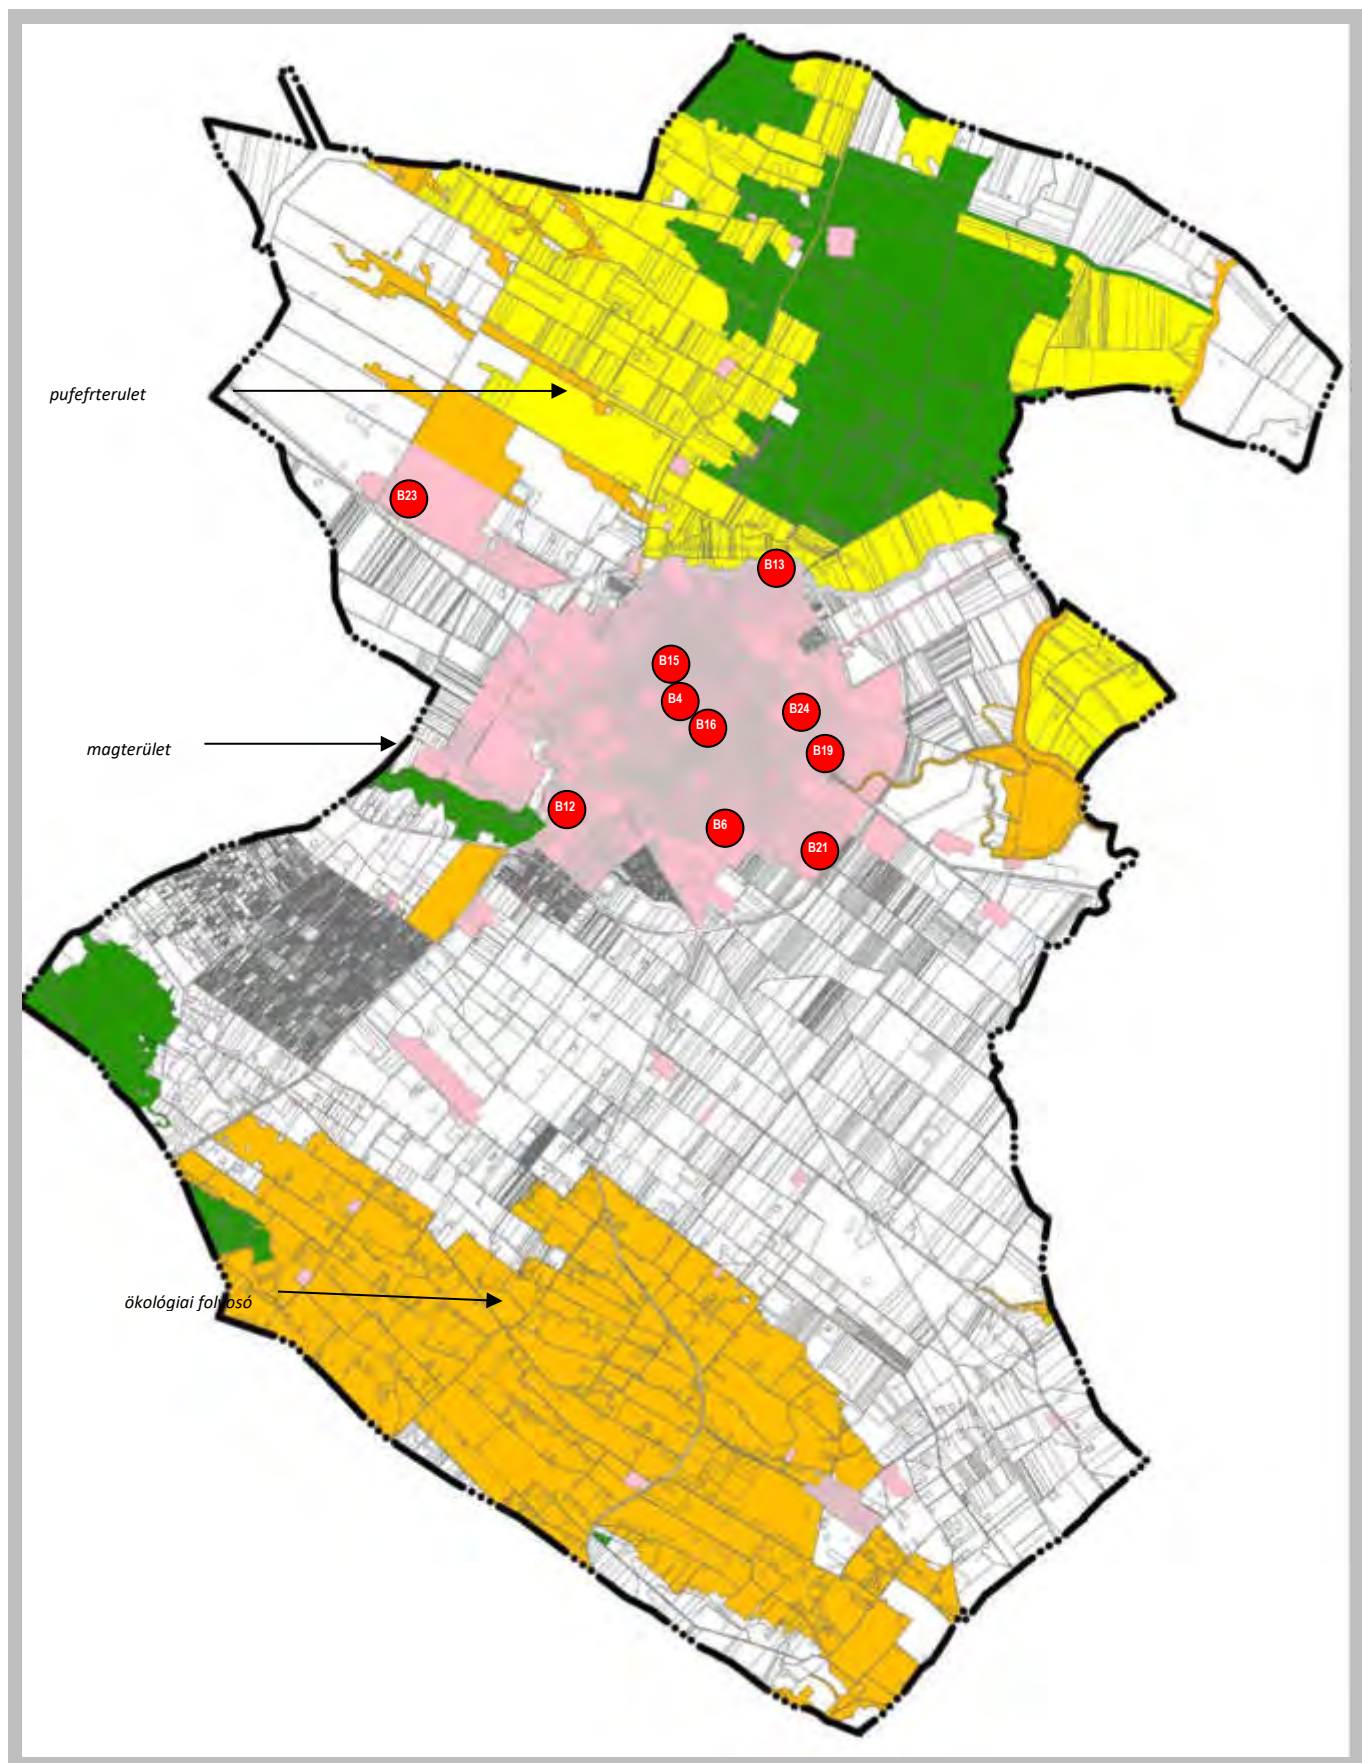 pufefrterulet
B23
B13
B15
B4
B24
B16
magterület
B19
B12
B6
B21
ökológiai folyosó